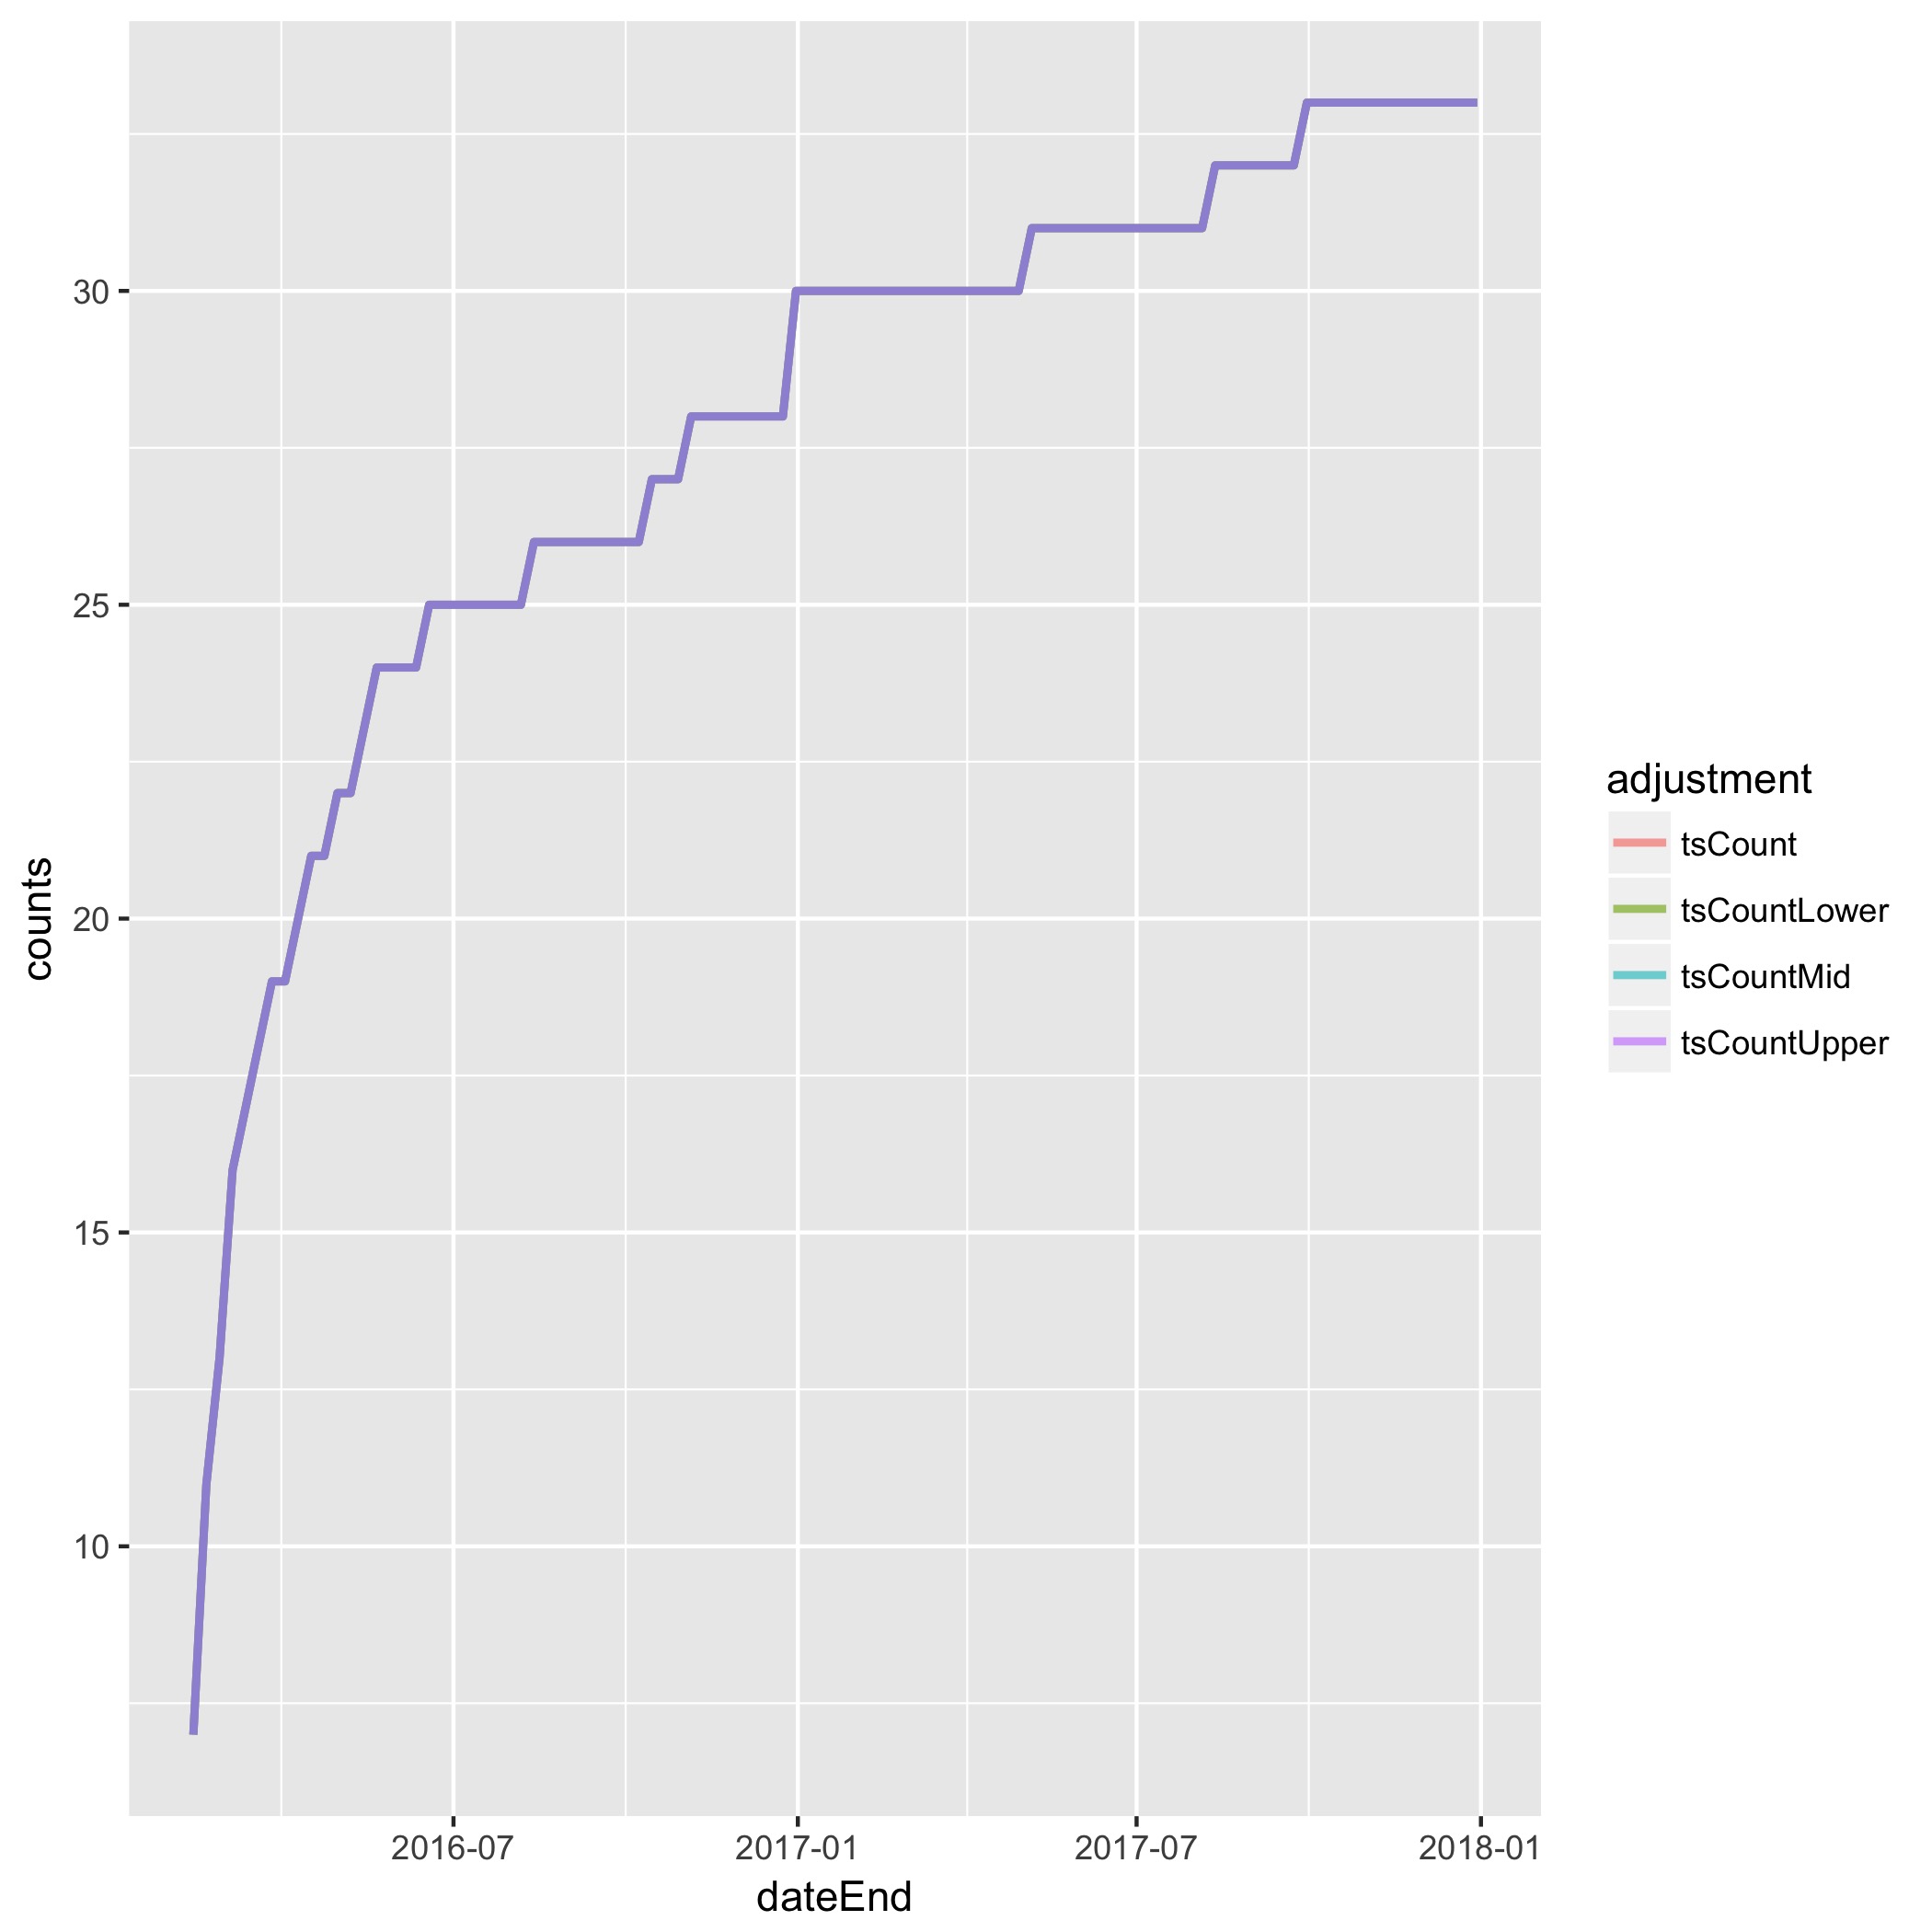 30
25
20
15
10
counts
2016-07 2017-01 2017-07 2018-01
dateEnd
adjustment
tsCount
tsCountLower
tsCountMid
tsCountUpper